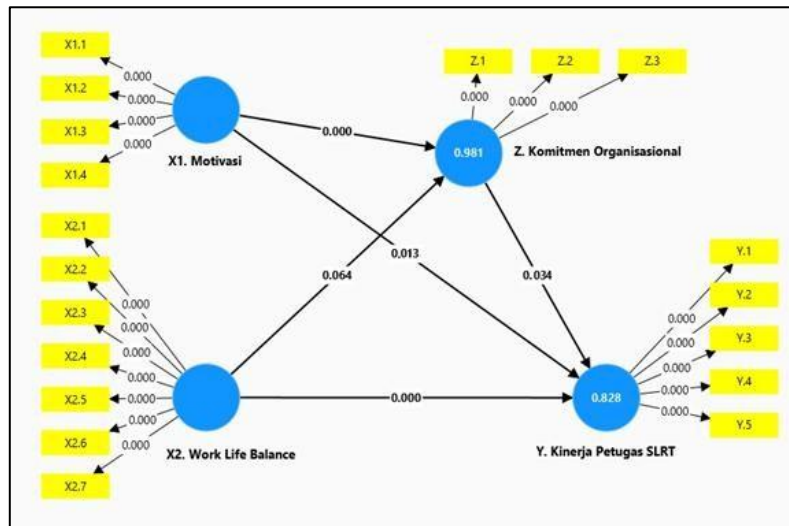 X1.1
X1.2
X1.3
X1.4
0.000
0.000
0.000
0.000
X1. Motivasi
Z.1
Z.2
Z.3
0.000
0.000
0.000
0.981
Z. Komitmen Organisasional
0.000
0.013
0.064
0.034
0.000
X2.1
X2.2
X2.3
X2.4
X2.5
X2.6
X2.7
0.000
0.000
0.000
0.000
0.000
0.000
0.000
X2. Work Life Balance
Y.1
Y.2
Y.3
Y.4
Y.5
0.000
0.000
0.000
0.000
0.000
0.828
Y. Kinerja Petugas SLRT